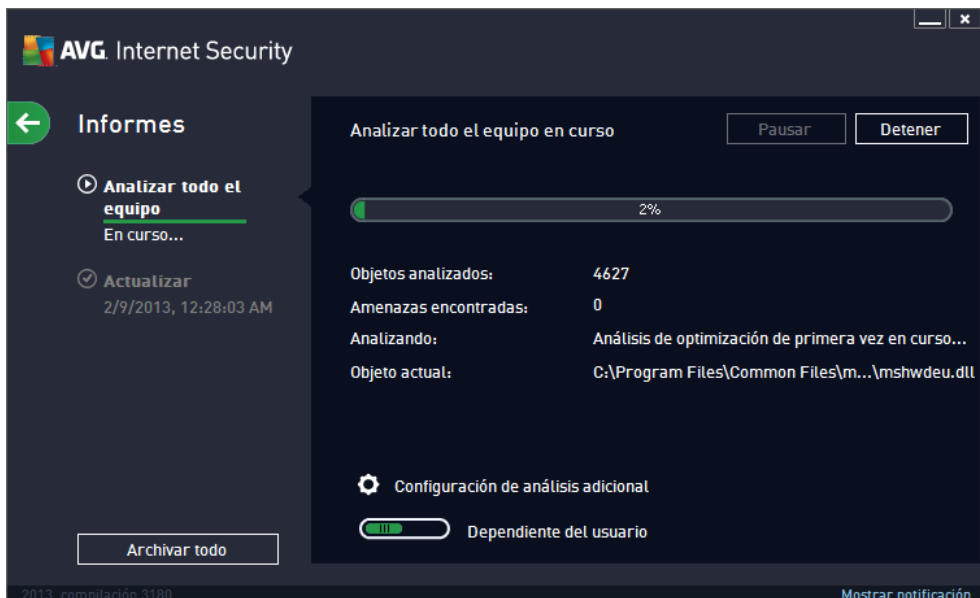 AVG. Internet Security
Informes
Analizar todo el
equipo
En curso...
Actualizar
2/9/2013, 12:28:03 AM
Archivar todo
Analizar todo el equipo en curso
Pausar
Detener
2%
Objetos analizados: 4627
Amenazas encontradas: 0
Analizando: Análisis de optimización de primera vez en curso...
Objeto actual: C:\Program Files\Common Files\m...\mshwdeu.dll
Configuración de análisis adicional
Dependiente del usuario
2013 compilación 3180
Mostrar notificación